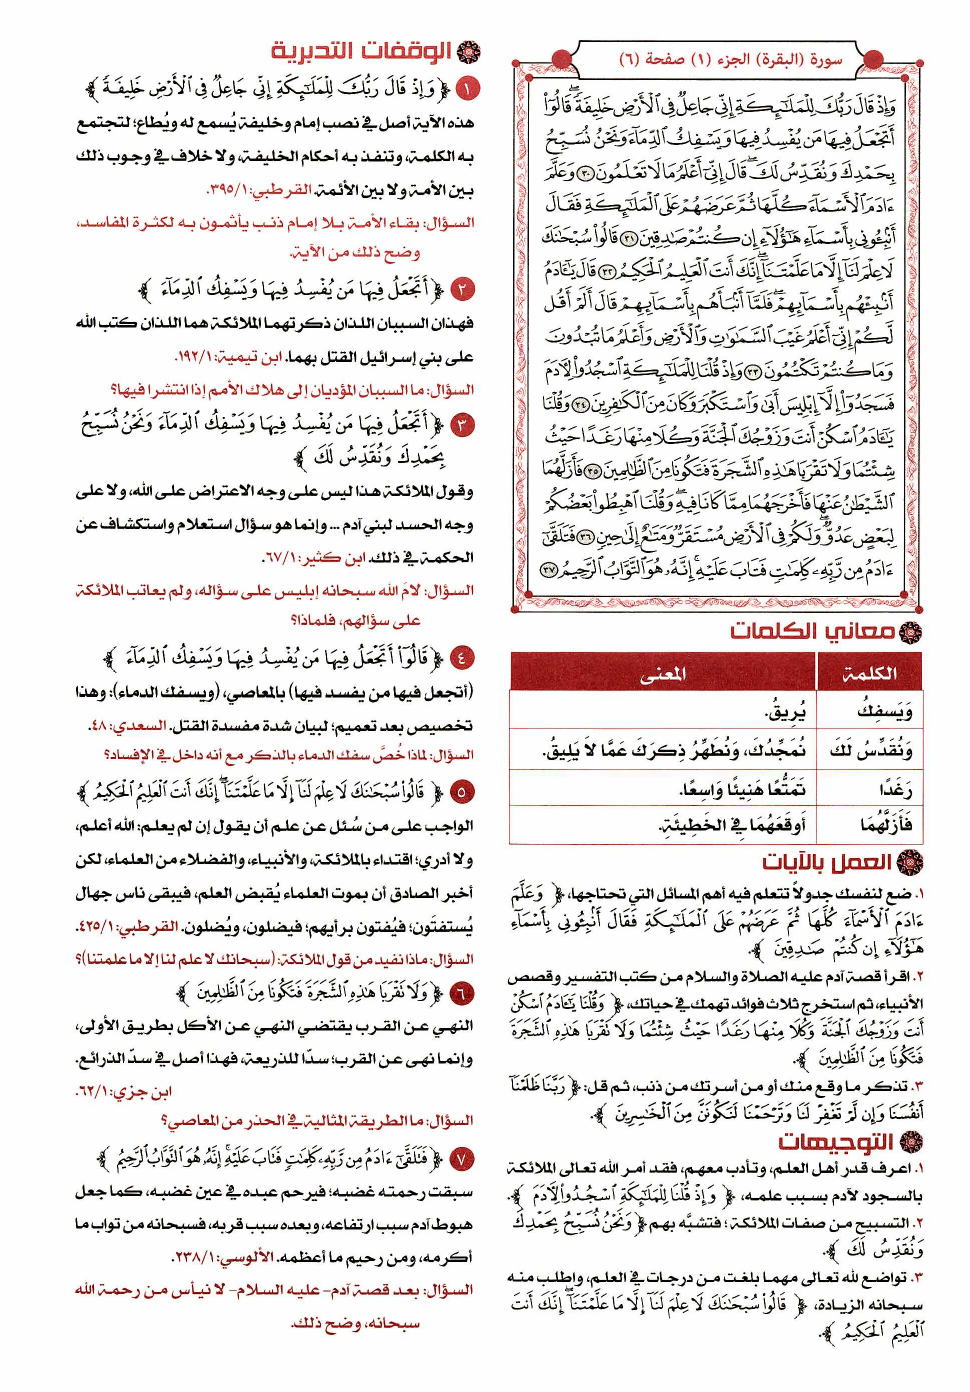 سورة (البقرة) الجزء (١) صفحة (٦)
وَإِذْ قَالَ رَبُّكَ لِلْمَلَٰٓئِكَةِ إِنِّي جَاعِلٌ فِي ٱلْأَرْضِ خَلِيفَةً ۖ قَالُوٓا۟
أَتَجْعَلُ فِيهَا مَن يُفْسِدُ فِيهَا وَيَسْفِكُ ٱلدِّمَآءَ وَنَحْنُ نُسَبِّحُ
بِحَمْدِكَ وَنُقَدِّسُ لَكَ ۖ قَالَ إِنِّيٓ أَعْلَمُ مَا لَا تَعْلَمُونَ ٣٠ وَعَلَّمَ
ءَادَمَ ٱلْأَسْمَآءَ كُلَّهَا ثُمَّ عَرَضَهُمْ عَلَى ٱلْمَلَٰٓئِكَةِ فَقَالَ
أَنۢبِـُٔونِي بِأَسْمَآءِ هَٰٓؤُلَآءِ إِن كُنتُمْ صَٰدِقِينَ ٣١ قَالُوا۟ سُبْحَٰنَكَ
لَا عِلْمَ لَنَآ إِلَّا مَا عَلَّمْتَنَآ ۖ إِنَّكَ أَنتَ ٱلْعَلِيمُ ٱلْحَكِيمُ ٣٢ قَالَ يَٰٓـَٔادَمُ
أَنۢبِئْهُم بِأَسْمَآئِهِمْ ۖ فَلَمَّآ أَنۢبَأَهُم بِأَسْمَآئِهِمْ قَالَ أَلَمْ أَقُل
لَّكُمْ إِنِّيٓ أَعْلَمُ غَيْبَ ٱلسَّمَٰوَٰتِ وَٱلْأَرْضِ وَأَعْلَمُ مَا تُبْدُونَ
وَمَا كُنتُمْ تَكْتُمُونَ ٣٣ وَإِذْ قُلْنَا لِلْمَلَٰٓئِكَةِ ٱسْجُدُوا۟ لِءَادَمَ
فَسَجَدُوٓا۟ إِلَّآ إِبْلِيسَ أَبَىٰ وَٱسْتَكْبَرَ وَكَانَ مِنَ ٱلْكَٰفِرِينَ ٣٤ وَقُلْنَا
يَٰٓـَٔادَمُ ٱسْكُنْ أَنتَ وَزَوْجُكَ ٱلْجَنَّةَ وَكُلَا مِنْهَا رَغَدًا حَيْثُ
شِئْتُمَا وَلَا تَقْرَبَا هَٰذِهِ ٱلشَّجَرَةَ فَتَكُونَا مِنَ ٱلظَّٰلِمِينَ ٣٥ فَأَزَلَّهُمَا
ٱلشَّيْطَٰنُ عَنْهَا فَأَخْرَجَهُمَا مِمَّا كَانَا فِيهِ ۖ وَقُلْنَا ٱهْبِطُوا۟ بَعْضُكُمْ
لِبَعْضٍ عَدُوٌّ ۖ وَلَكُمْ فِي ٱلْأَرْضِ مُسْتَقَرٌّ وَمَتَٰعٌ إِلَىٰ حِينٍ ٣٦ فَتَلَقَّىٰٓ
ءَادَمُ مِن رَّبِّهِۦ كَلِمَٰتٍ فَتَابَ عَلَيْهِ ۚ إِنَّهُۥ هُوَ ٱلتَّوَّابُ ٱلرَّحِيمُ ٣٧
معاني الكلمات
الكلمة المعنى
وَيَسفِكُ يُرِيقُ.
وَنُقَدِّسُ لَكَ نُمَجِّدُكَ، وَنُطَهِّرُ ذِكرَكَ عَمَّا لاَ يَلِيقُ.
رَغَدًا تَمَتُّعًا هَنِيئًا وَاسِعًا.
فَأَزَلَّهُمَا أَوقَعَهُمَا فِي الخَطِيئَةِ.
العمل بالآيات
١. ضع لنفسك جدولاً تتعلم فيه أهم المسائل التي تحتاجها، ﴿ وَعَلَّمَ
ءَادَمَ ٱلْأَسْمَآءَ كُلَّهَا ثُمَّ عَرَضَهُمْ عَلَى ٱلْمَلَٰٓئِكَةِ فَقَالَ أَنۢبِـُٔونِي بِأَسْمَآءِ
هَٰٓؤُلَآءِ إِن كُنتُمْ صَٰدِقِينَ ﴾.
٢. اقرأ قصة آدم عليه الصلاة والسلام من كتب التفسير وقصص
الأنبياء، ثم استخرج ثلاث فوائد تهمك في حياتك، ﴿ وَقُلْنَا يَٰٓـَٔادَمُ ٱسْكُنْ
أَنتَ وَزَوْجُكَ ٱلْجَنَّةَ وَكُلَا مِنْهَا رَغَدًا حَيْثُ شِئْتُمَا وَلَا تَقْرَبَا هَٰذِهِ ٱلشَّجَرَةَ
فَتَكُونَا مِنَ ٱلظَّٰلِمِينَ ﴾.
٣. تذكر ما وقع منك أو من أسرتك من ذنب، ثم قل: ﴿ رَبَّنَا ظَلَمْنَآ
أَنفُسَنَا وَإِن لَّمْ تَغْفِرْ لَنَا وَتَرْحَمْنَا لَنَكُونَنَّ مِنَ ٱلْخَٰسِرِينَ ﴾.
التوجيهات
١. اعرف قدر أهل العلم، وتأدب معهم، فقد أمر الله تعالى الملائكة
بالسجود لآدم بسبب علمه، ﴿ وَإِذْ قُلْنَا لِلْمَلَٰٓئِكَةِ ٱسْجُدُوا۟ لِءَادَمَ ﴾.
٢. التسبيح من صفات الملائكة؛ فتشبَّه بهم ﴿ وَنَحْنُ نُسَبِّحُ بِحَمْدِكَ
وَنُقَدِّسُ لَكَ ﴾.
٣. تواضع لله تعالى مهما بلغت من درجات في العلم، واطلب منه
سبحانه الزيادة، ﴿ قَالُوا۟ سُبْحَٰنَكَ لَا عِلْمَ لَنَآ إِلَّا مَا عَلَّمْتَنَآ ۖ إِنَّكَ أَنتَ
ٱلْعَلِيمُ ٱلْحَكِيمُ ﴾.
الوقفات التدبرية
١ ﴿ وَإِذْ قَالَ رَبُّكَ لِلْمَلَٰٓئِكَةِ إِنِّي جَاعِلٌ فِي ٱلْأَرْضِ خَلِيفَةً ﴾
هذه الآية أصل في نصب إمام وخليفة يُسمع له ويُطاع؛ لتجتمع
به الكلمة، وتنفذ به أحكام الخليفة، ولا خلاف في وجوب ذلك
بين الأمة ولا بين الأئمة. القرطبي: ٣٩٥/١.
السؤال: بقاء الأمة بلا إمام ذنب يأثمون به لكثرة المفاسد،
وضح ذلك من الآية.
٢ ﴿ أَتَجْعَلُ فِيهَا مَن يُفْسِدُ فِيهَا وَيَسْفِكُ ٱلدِّمَآءَ ﴾
فهذان السببان اللذان ذكرتهما الملائكة هما اللذان كتب الله
على بني إسرائيل القتل بهما. ابن تيمية: ١٩٢/١.
السؤال: ما السببان المؤديان إلى هلاك الأمم إذا انتشرا فيها؟
٣ ﴿ أَتَجْعَلُ فِيهَا مَن يُفْسِدُ فِيهَا وَيَسْفِكُ ٱلدِّمَآءَ وَنَحْنُ نُسَبِّحُ
بِحَمْدِكَ وَنُقَدِّسُ لَكَ ﴾
وقول الملائكة هذا ليس على وجه الاعتراض على الله، ولا على
وجه الحسد لبني آدم ... وإنما هو سؤال استعلام واستكشاف عن
الحكمة في ذلك. ابن كثير: ٦٧/١.
السؤال: لامَ الله سبحانه إبليس على سؤاله، ولم يعاتب الملائكة
على سؤالهم، فلماذا؟
٤ ﴿ قَالُوٓا۟ أَتَجْعَلُ فِيهَا مَن يُفْسِدُ فِيهَا وَيَسْفِكُ ٱلدِّمَآءَ ﴾
(أتجعل فيها من يفسد فيها) بالمعاصي، (ويسفك الدماء): وهذا
تخصيص بعد تعميم؛ لبيان شدة مفسدة القتل. السعدي: ٤٨.
السؤال: لماذا خُصَّ سفك الدماء بالذكر مع أنه داخل في الإفساد؟
٥ ﴿ قَالُوا۟ سُبْحَٰنَكَ لَا عِلْمَ لَنَآ إِلَّا مَا عَلَّمْتَنَآ ۖ إِنَّكَ أَنتَ ٱلْعَلِيمُ ٱلْحَكِيمُ ﴾
الواجب على من سُئل عن علم أن يقول إن لم يعلم: الله أعلم،
ولا أدري؛ اقتداء بالملائكة، والأنبياء، والفضلاء من العلماء، لكن
أخبر الصادق أن بموت العلماء يُقبض العلم، فيبقى ناس جهال
يُستفتَون؛ فيُفتون برأيهم؛ فيضلون، ويُضلون. القرطبي: ٤٢٥/١.
السؤال: ماذا نفيد من قول الملائكة: (سبحانك لا علم لنا إلا ما علمتنا)؟
٦ ﴿ وَلَا تَقْرَبَا هَٰذِهِ ٱلشَّجَرَةَ فَتَكُونَا مِنَ ٱلظَّٰلِمِينَ ﴾
النهي عن القرب يقتضي النهي عن الأكل بطريق الأولى،
وإنما نهى عن القرب؛ سدًا للذريعة، فهذا أصل في سدّ الذرائع.
ابن جزي: ٦٢/١.
السؤال: ما الطريقة المثالية في الحذر من المعاصي؟
٧ ﴿ فَتَلَقَّىٰٓ ءَادَمُ مِن رَّبِّهِۦ كَلِمَٰتٍ فَتَابَ عَلَيْهِ ۚ إِنَّهُۥ هُوَ ٱلتَّوَّابُ ٱلرَّحِيمُ ﴾
سبقت رحمته غضبه؛ فيرحم عبده في عين غضبه، كما جعل
هبوط آدم سبب ارتفاعه، وبعده سبب قربه، فسبحانه من تواب ما
أكرمه، ومن رحيم ما أعظمه. الألوسي: ٢٣٨/١.
السؤال: بعد قصة آدم- عليه السلام- لا نيأس من رحمة الله
سبحانه، وضح ذلك.